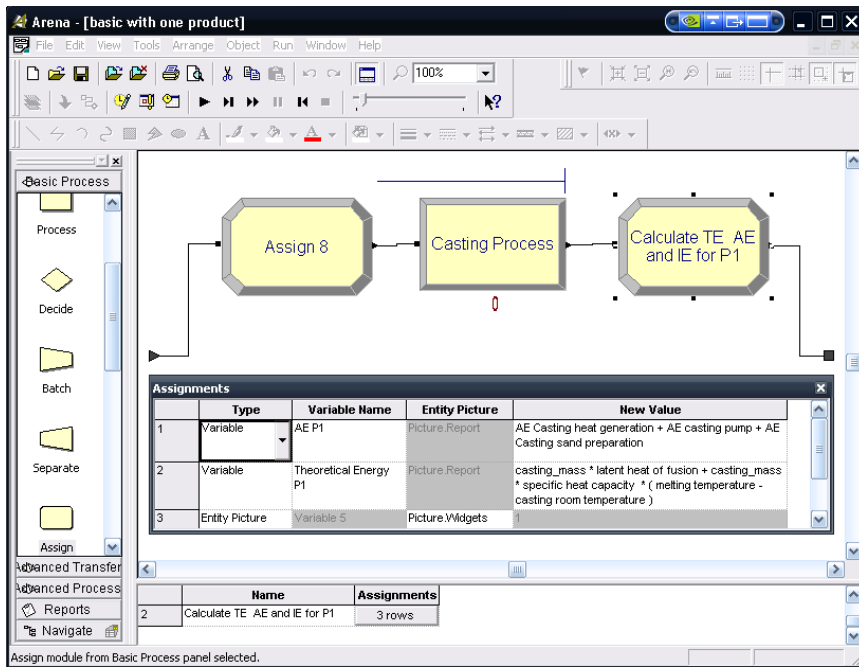 Arena - [basic with one product]
File Edit View Tools Arrange Object Run Window Help
100%
A A
Basic Process
Process
Decide
Batch
Separate
Assign
Advanced Transfer
Advanced Process
Reports
Navigate
Assign 8
Casting Process
0
Calculate TE AE
and IE for P1
Assignments
Type Variable Name Entity Picture New Value
1 Variable AE P1 Picture.Report AE Casting heat generation + AE casting pump + AE
Casting sand preparation
2 Variable Theoretical Energy Picture.Report casting_mass * latent heat of fusion + casting_mass
P1 * specific heat capacity * ( melting temperature -
casting room temperature )
3 Entity Picture Variable 5 Picture.Widgets 1
Name Assignments
2 Calculate TE AE and IE for P1 3 rows
Assign module from Basic Process panel selected.